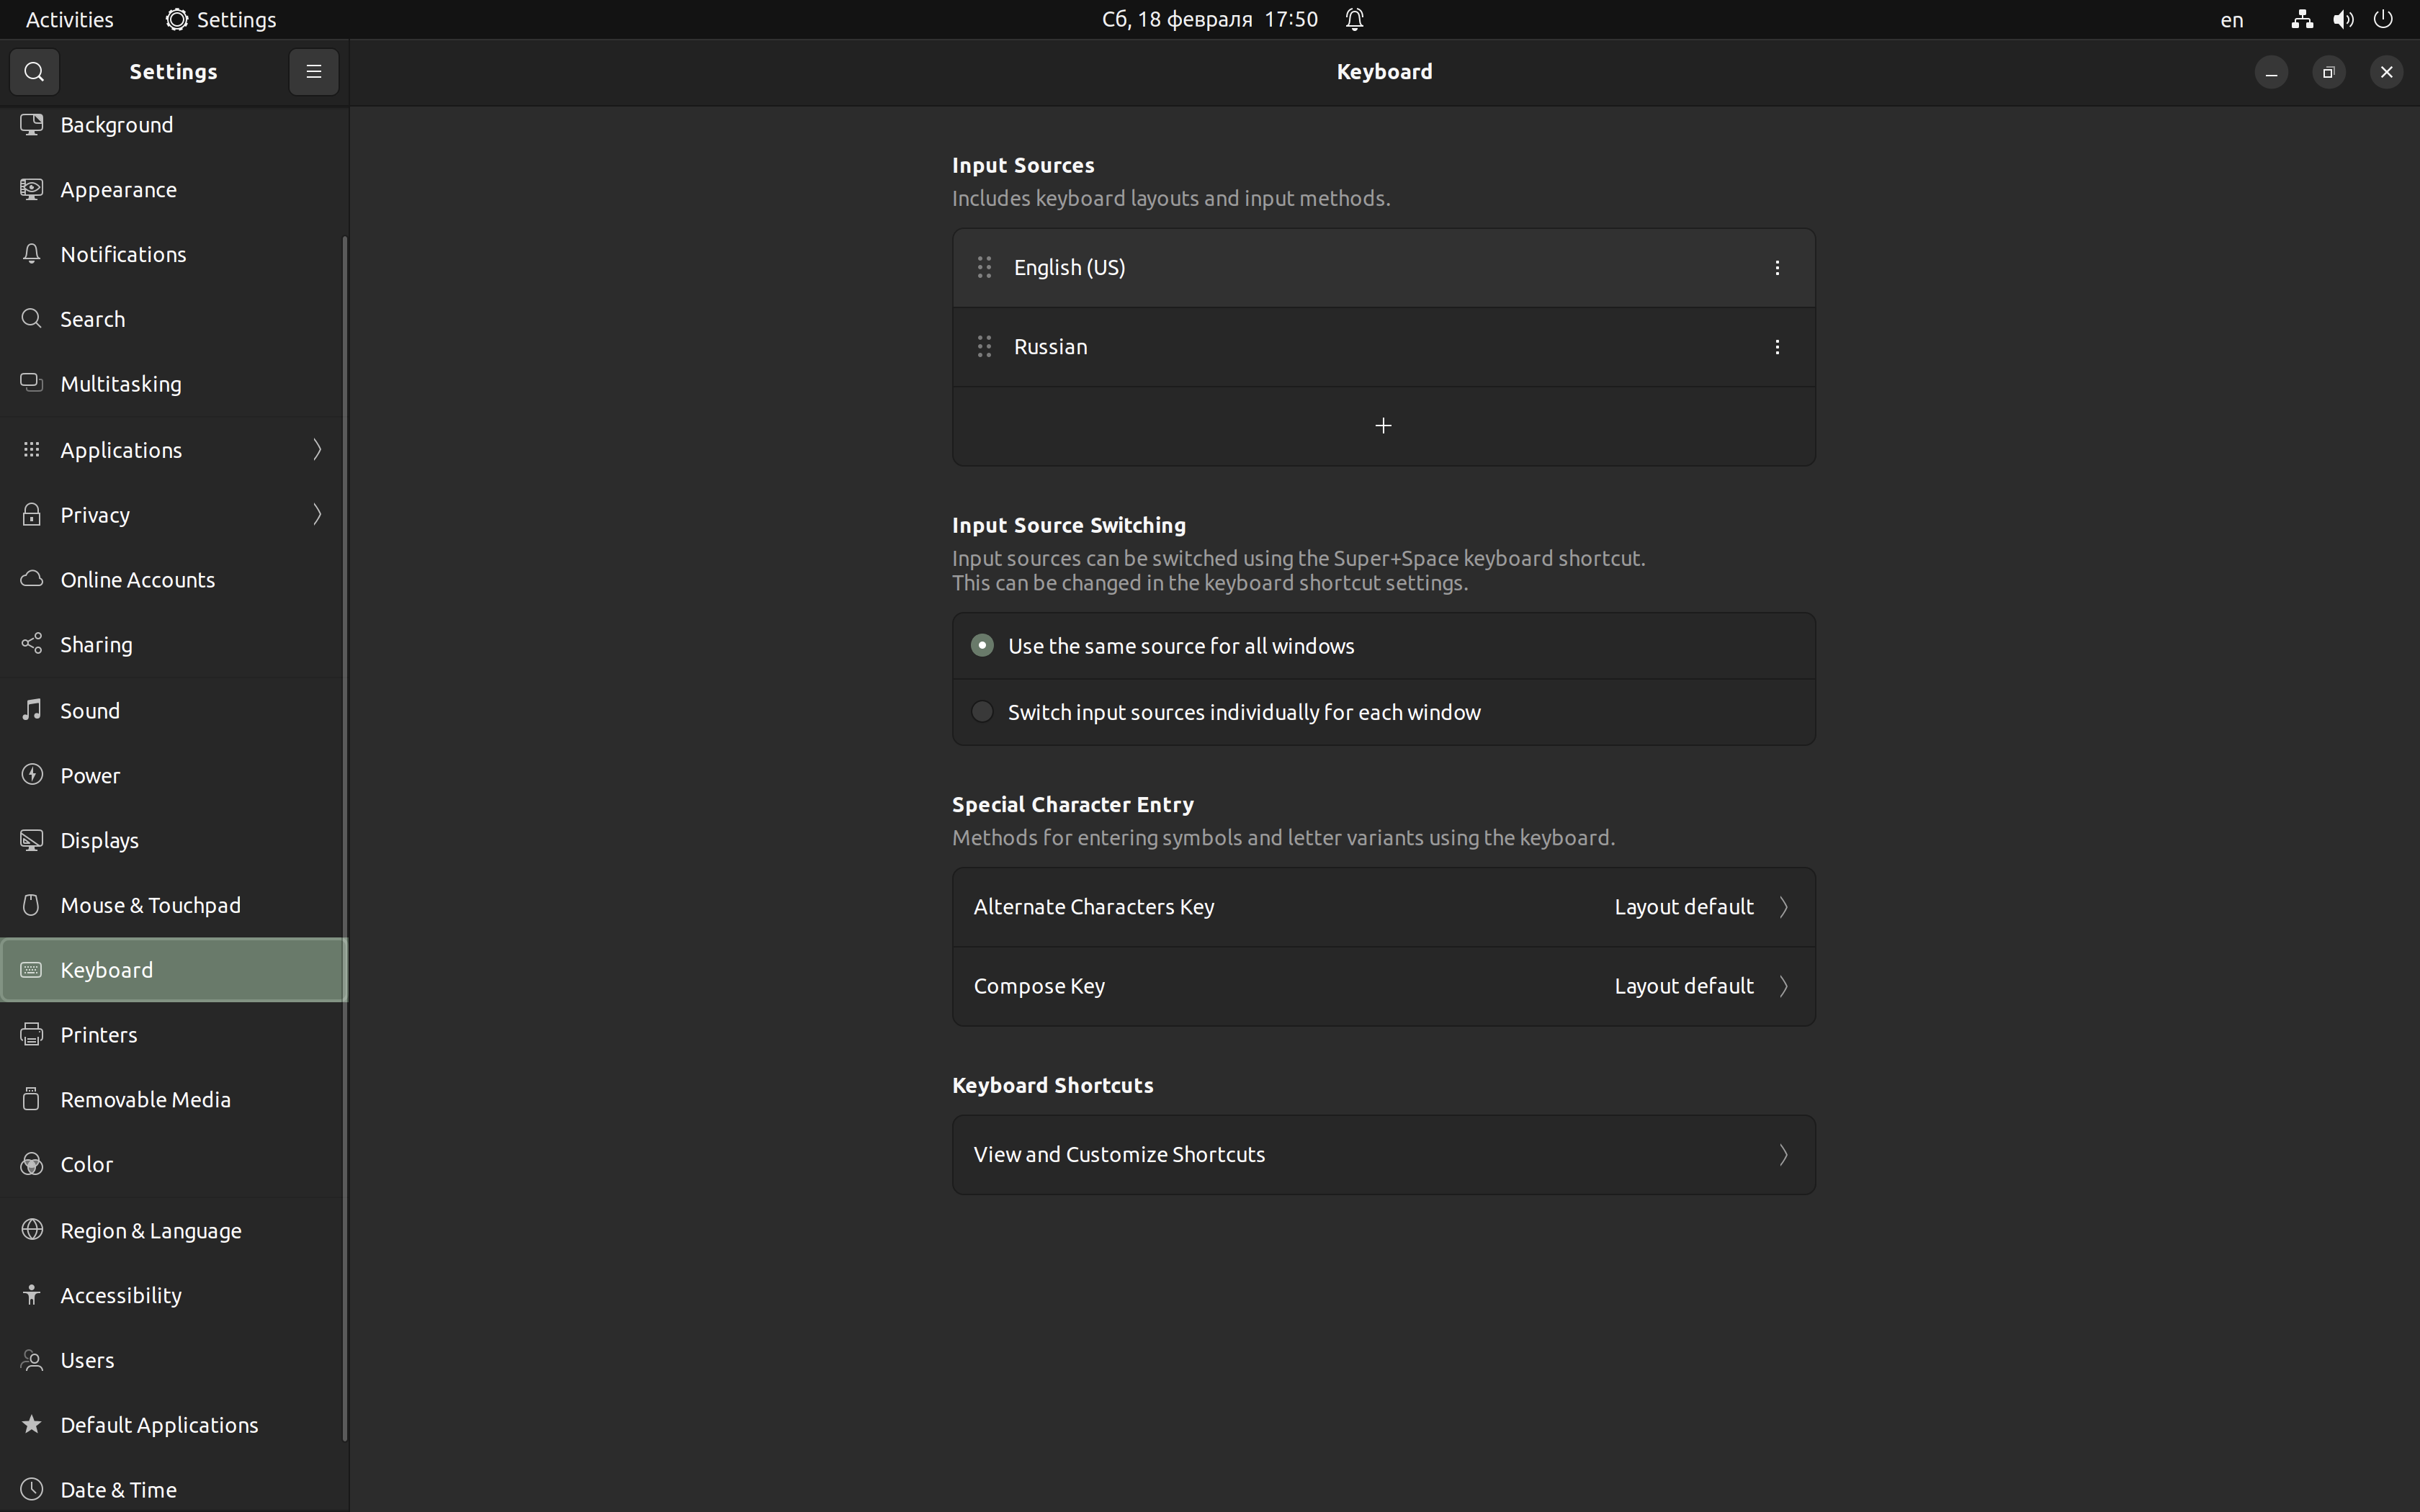 Activities
Settings
Сб, 18 февраля 17:50
en
Settings
Keyboard
Background
Appearance
Notifications
Search
Multitasking
Applications
Privacy
Online Accounts
Sharing
Sound
Power
Displays
Mouse & Touchpad
Keyboard
Printers
Removable Media
Color
Region & Language
Accessibility
Users
Default Applications
Date & Time
Input Sources
Includes keyboard layouts and input methods.
English (US)
Russian
Input Source Switching
Input sources can be switched using the Super+Space keyboard shortcut.
This can be changed in the keyboard shortcut settings.
Use the same source for all windows
Switch input sources individually for each window
Special Character Entry
Methods for entering symbols and letter variants using the keyboard.
Alternate Characters Key Layout default
Compose Key Layout default
Keyboard Shortcuts
View and Customize Shortcuts